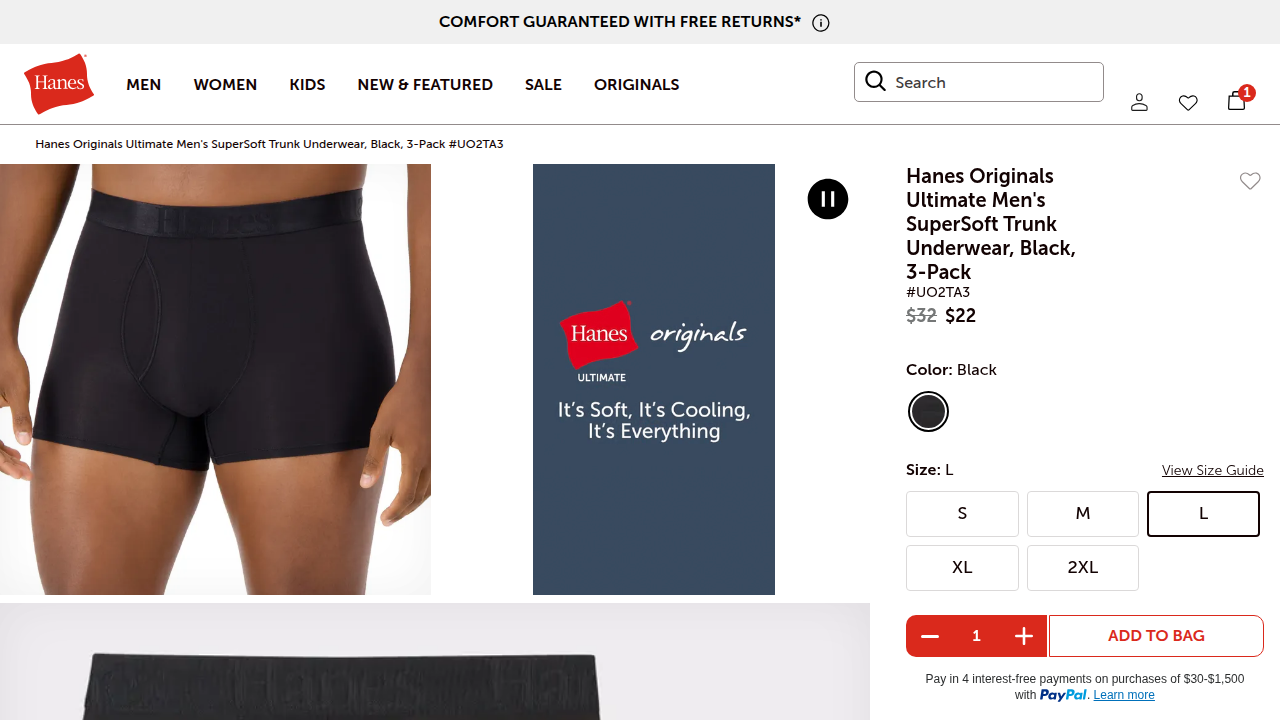 COMFORT GUARANTEED WITH FREE RETURNS*
Hanes
MEN
WOMEN
KIDS
NEW & FEATURED
SALE
ORIGINALS
Search
1
Hanes Originals Ultimate Men's SuperSoft Trunk Underwear, Black, 3-Pack #UO2TA3
Hanes
Hanes originals
ULTIMATE
It's Soft, It's Cooling,
It's Everything
Hanes Originals
Ultimate Men's
SuperSoft Trunk
Underwear, Black,
3-Pack
#UO2TA3
$32 $22
Color: Black
Size: L
View Size Guide
S
M
L
XL
2XL
1
ADD TO BAG
Pay in 4 interest-free payments on purchases of $30-$1,500
with PayPal. Learn more
Hanes
Ha